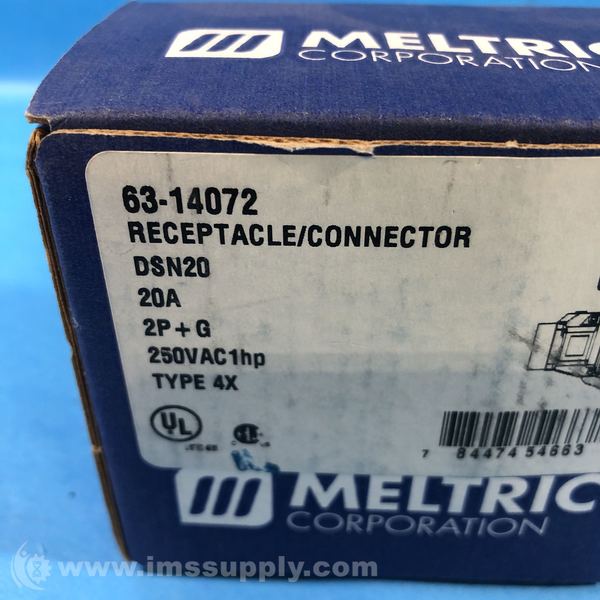 MELTRIC
CORPORATION
63-14072
RECEPTACLE/CONNECTOR
DSN20
20A
2P + G
250VAC1hp
TYPE 4X
UL
7 84474 54663
MELTRIC
CORPORATION
www.imssupply.com